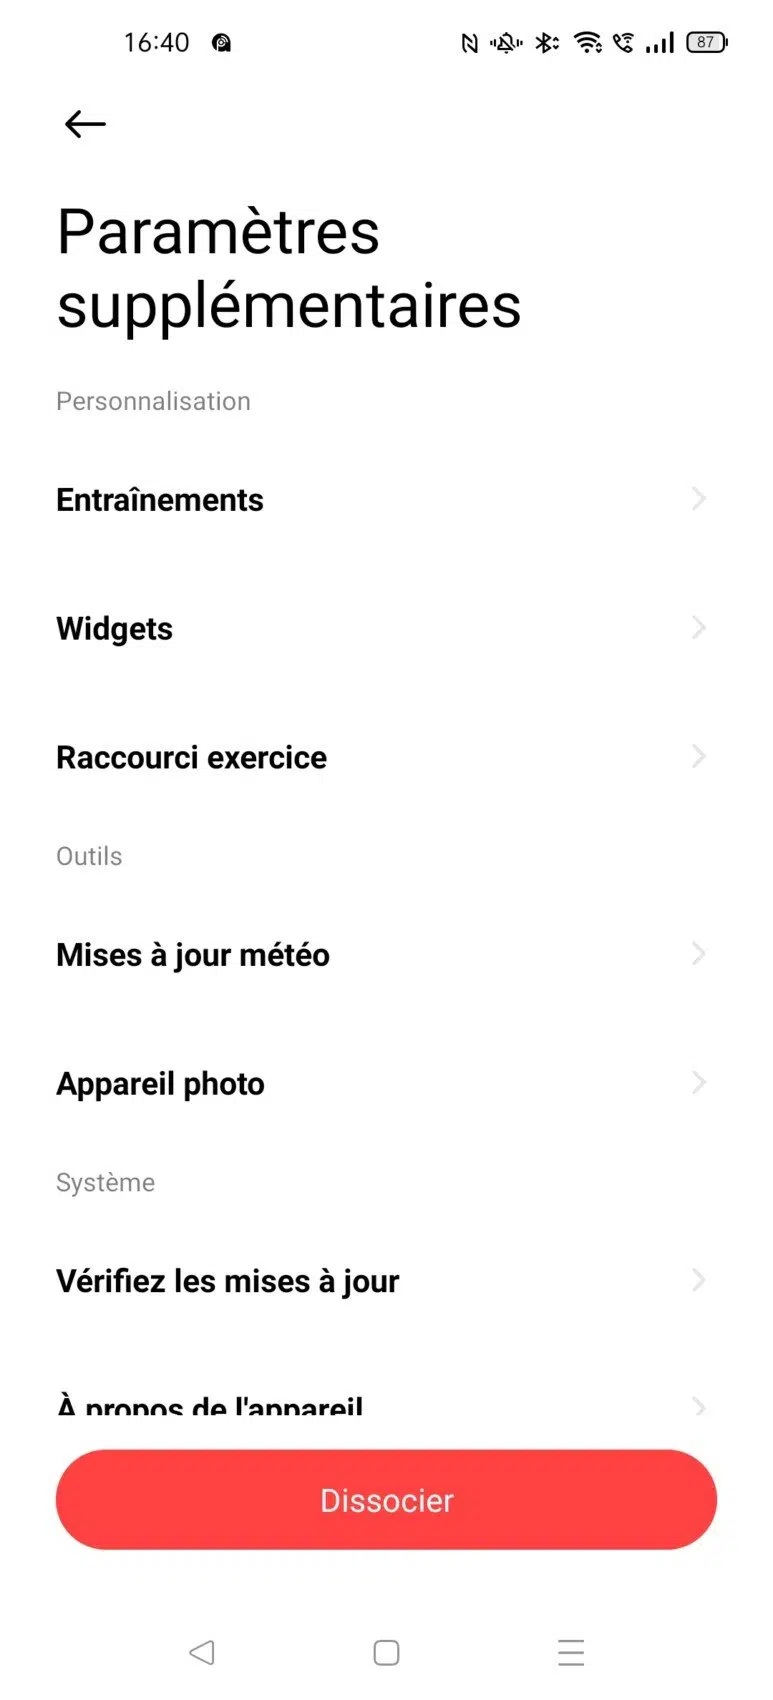 16:40
87
Paramètres
supplémentaires
Personnalisation
Entraînements
Widgets
Raccourci exercice
Outils
Mises à jour météo
Appareil photo
Système
Vérifiez les mises à jour
À propos de l'appareil
Dissocier